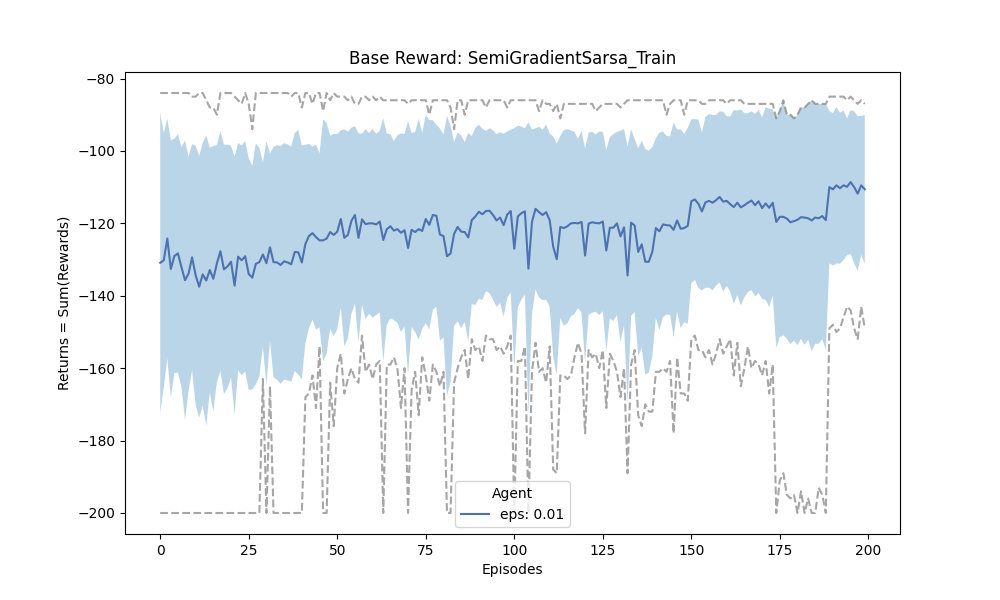 Base Reward: SemiGradientSarsa_Train
Returns = Sum(Rewards)
−80
−100
−120
−140
−160
−180
−200
Agent
eps: 0.01
0 25 50 75 100 125 150 175 200
Episodes